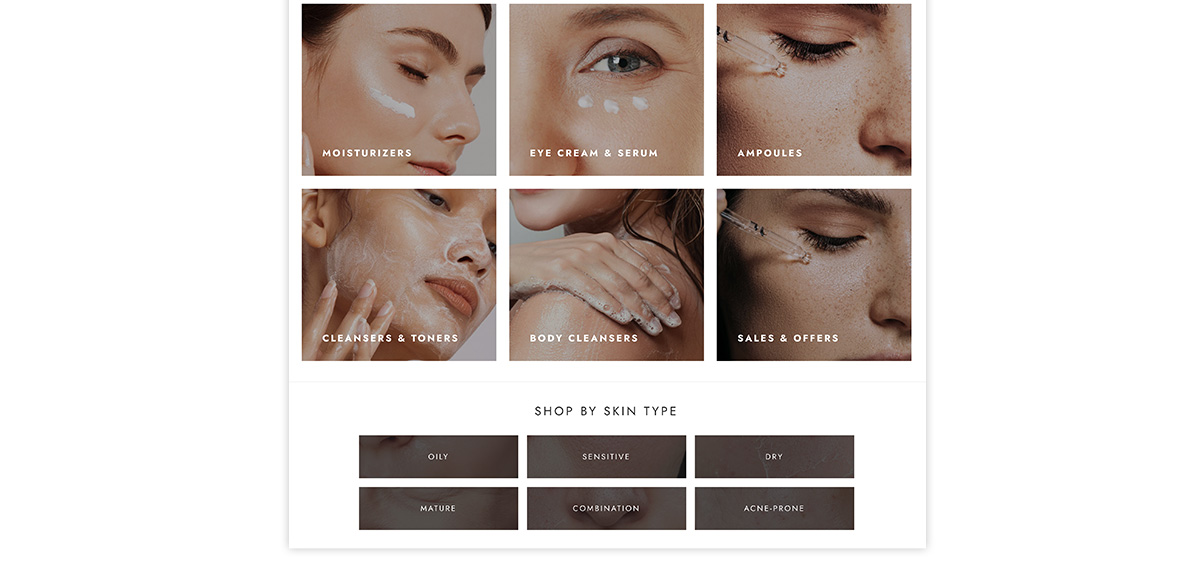 MOISTURIZERS
EYE CREAM & SERUM
AMPOULES
CLEANSERS & TONERS
BODY CLEANSERS
SALES & OFFERS
SHOP BY SKIN TYPE
OILY
SENSITIVE
DRY
MATURE
COMBINATION
ACNE-PRONE